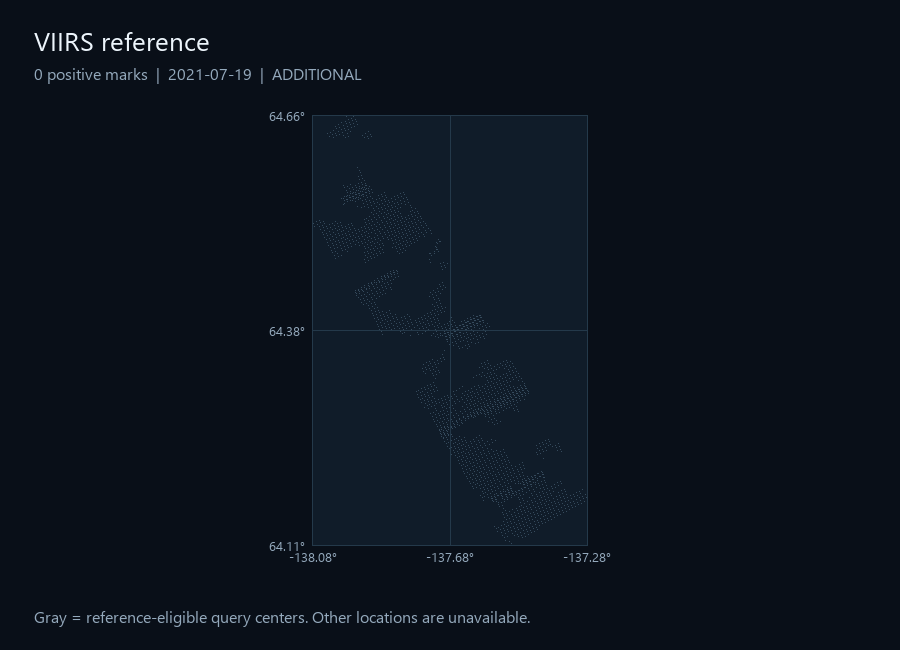 VIIRS reference
0 positive marks | 2021-07-19 | ADDITIONAL
64.66°
64.38°
64.11°
-138.08°
-137.68°
-137.28°
Gray = reference-eligible query centers. Other locations are unavailable.